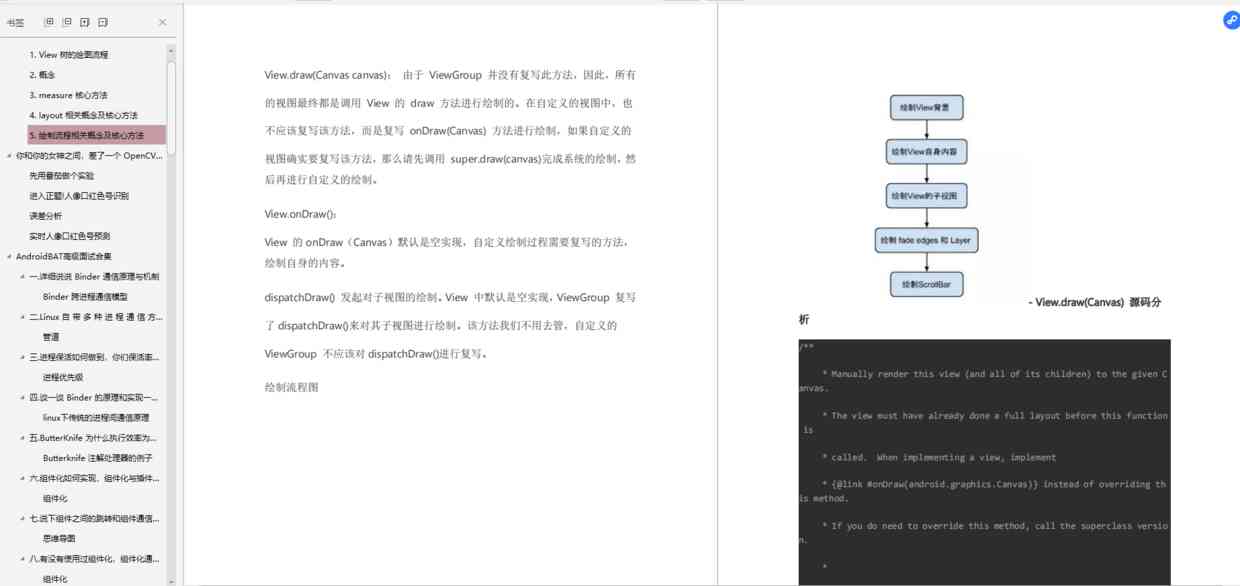 书签
1. View 树的绘图流程
2. 概念
3. measure 核心方法
4. layout 相关概念及核心方法
5. 绘制流程相关概念及核心方法
你和你的女神之间，差了一个 OpenCV...
先用番茄做个实验
进入正题!人像口红色号识别
误差分析
实时人像口红色号预测
AndroidBAT高级面试合集
一.详细说说 Binder 通信原理与机制
Binder 跨进程通信模型
二.Linux 自 带 多 种 进 程 通 信 方...
管道
三.进程保活如何做到，你们保活率...
进程优先级
四.谈一谈 Binder 的原理和实现一...
linux下传统的进程间通信原理
五.ButterKnife 为什么执行效率为...
Butterknife 注解处理器的例子
六.组件化如何实现，组件化与插件...
组件化
七.说下组件之间的跳转和组件通信...
思维导图
八.有没有使用过组件化，组件化遇...
组件化
View.draw(Canvas canvas)： 由于 ViewGroup 并没有复写此方法，因此，所有
的视图最终都是调用 View 的 draw 方法进行绘制的。在自定义的视图中，也
不应该复写该方法，而是复写 onDraw(Canvas) 方法进行绘制，如果自定义的
视图确实要复写该方法，那么请先调用 super.draw(canvas)完成系统的绘制，然
后再进行自定义的绘制。
View.onDraw()：
View 的 onDraw（Canvas）默认是空实现，自定义绘制过程需要复写的方法，
绘制自身的内容。
dispatchDraw() 发起对子视图的绘制。View 中默认是空实现，ViewGroup 复写
了 dispatchDraw()来对其子视图进行绘制。该方法我们不用去管，自定义的
ViewGroup 不应该对 dispatchDraw()进行复写。
绘制流程图
绘制View背景
绘制View自身内容
绘制View的子视图
绘制 fade edges 和 Layer
绘制ScrollBar
- View.draw(Canvas) 源码分
析
/**
* Manually render this view (and all of its children) to the given C
anvas.
* The view must have already done a full layout before this function
is
* called.  When implementing a view, implement
* {@link #onDraw(android.graphics.Canvas)} instead of overriding th
is method.
* If you do need to override this method, call the superclass versio
n.
*